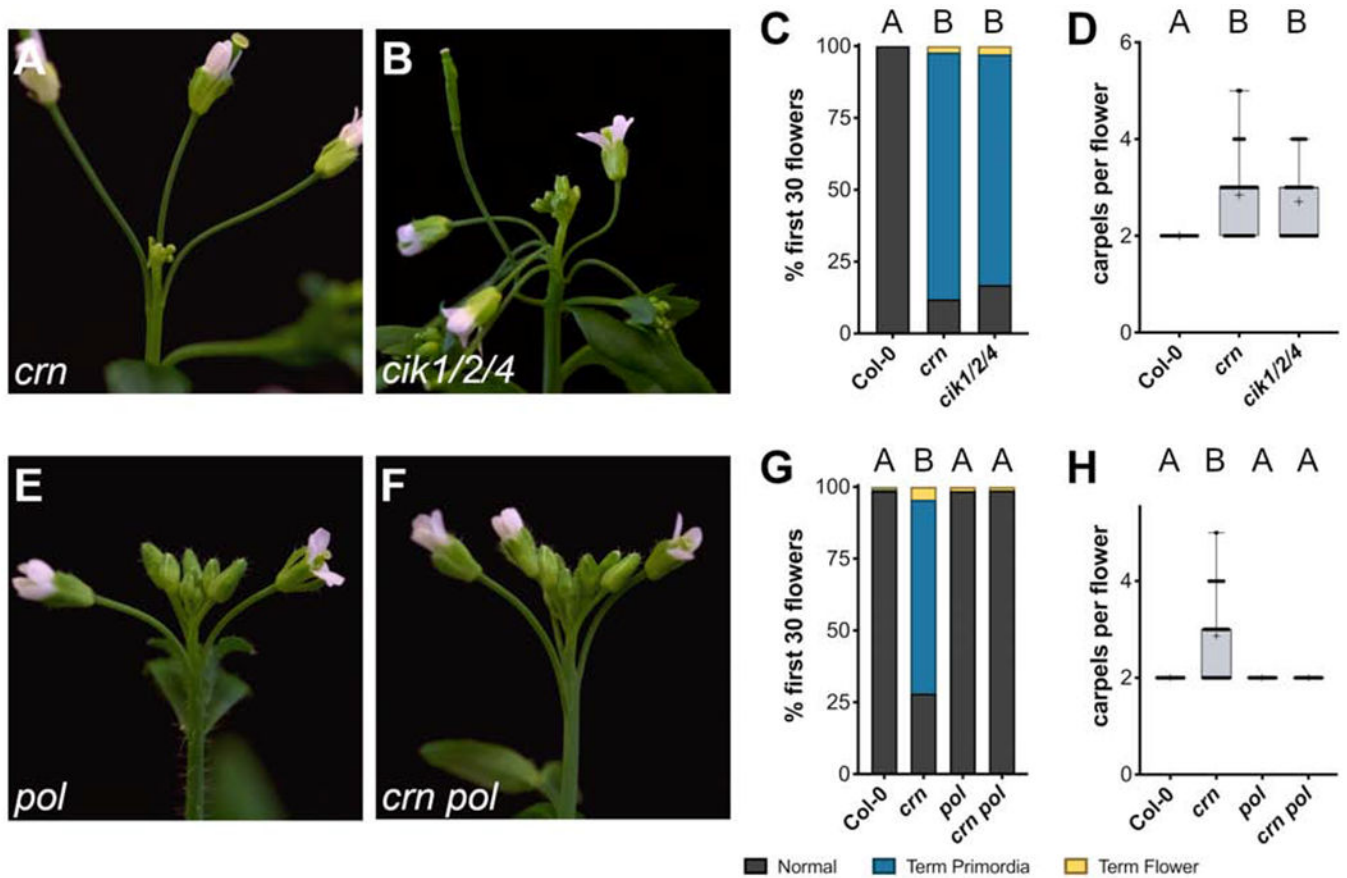 A
crn
B
cik1/2/4
C
A B B
% first 30 flowers
100
75
50
25
0
Col-0
crn
cik1/2/4
D
A B B
carpels per flower
6
4
2
0
Col-0
crn
cik1/2/4
E
pol
F
crn pol
G
A B A A
% first 30 flowers
100
75
50
25
0
Col-0
crn
pol
crn pol
H
A B A A
carpels per flower
4
2
0
Col-0
crn
pol
crn pol
Normal Term Primordia Term Flower